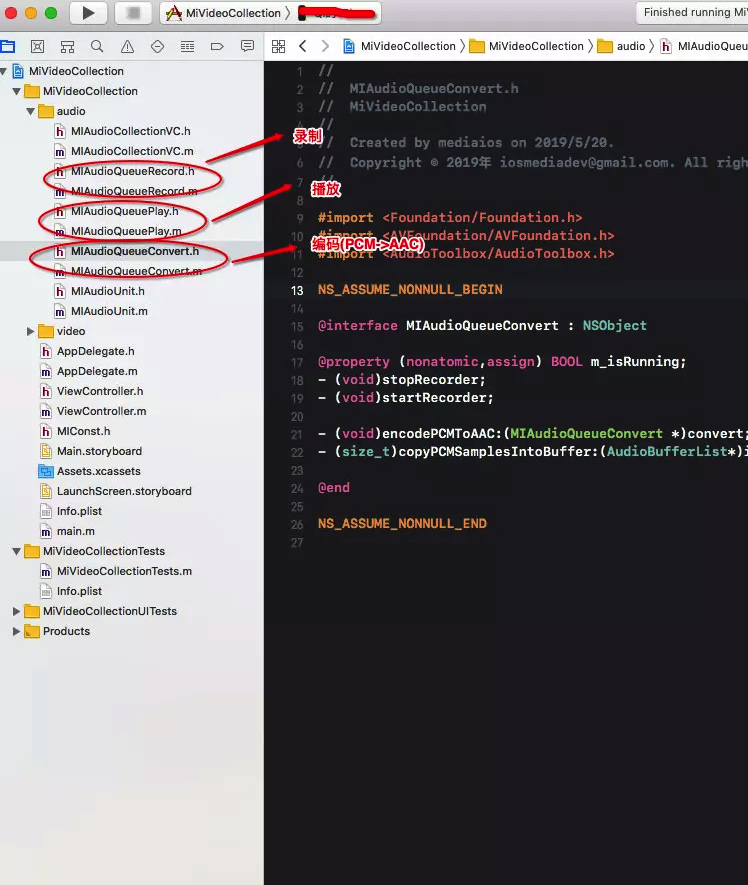 MiVideoCollection
Finished running Mi
MiVideoCollection
MiVideoCollection
audio
MIAudioCollectionVC.h
MIAudioCollectionVC.m
MIAudioQueueRecord.h
MIAudioQueueRecord.m
MIAudioQueuePlay.h
MIAudioQueuePlay.m
MIAudioQueueConvert.h
MIAudioQueueConvert.m
MIAudioUnit.h
MIAudioUnit.m
video
AppDelegate.h
AppDelegate.m
ViewController.h
ViewController.m
MIConst.h
Main.storyboard
Assets.xcassets
LaunchScreen.storyboard
Info.plist
main.m
MiVideoCollectionTests
MiVideoCollectionTests.m
Info.plist
MiVideoCollectionUITests
Products
录制
播放
编码(PCM->AAC)
MiVideoCollection MiVideoCollection audio MIAudioQueu
1 //
2 // MIAudioQueueConvert.h
3 // MiVideoCollection
4 //
5 // Created by mediaios on 2019/5/20.
6 // Copyright © 2019年 iosmediadev@gmail.com. All righ
7 //
8
9 #import <Foundation/Foundation.h>
10 #import <AVFoundation/AVFoundation.h>
11 #import <AudioToolbox/AudioToolbox.h>
12
13 NS_ASSUME_NONNULL_BEGIN
14
15 @interface MIAudioQueueConvert : NSObject
16
17 @property (nonatomic,assign) BOOL m_isRunning;
18 - (void)stopRecorder;
19 - (void)startRecorder;
20
21 - (void)encodePCMToAAC:(MIAudioQueueConvert *)convert;
22 - (size_t)copyPCMSamplesIntoBuffer:(AudioBufferList*)i
23
24 @end
25
26 NS_ASSUME_NONNULL_END
27